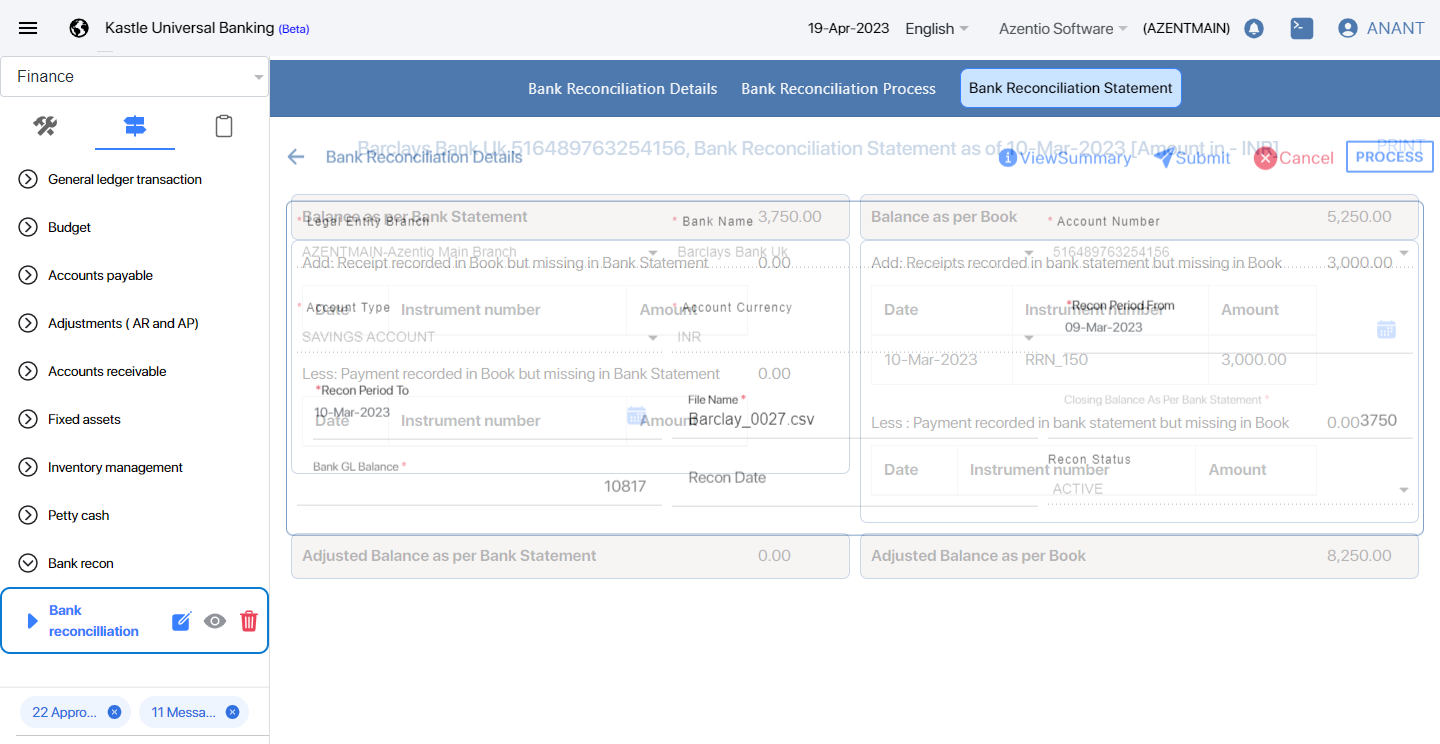 Kastle Universal Banking (Beta)
19-Apr-2023
English
Azentio Software
(AZENTMAIN)
ANANT
Finance
General ledger transaction
Budget
Accounts payable
Adjustments ( AR and AP)
Accounts receivable
Fixed assets
Inventory management
Petty cash
Bank recon
Bank
reconcilliation
22 Appro...
11 Messa...
Bank Reconciliation Details
Bank Reconciliation Process
Bank Reconciliation Statement
Barclays Bank Uk 516489763254156, Bank Reconciliation Statement as of 10-Mar-2023 [Amount in - INR]
PRINT
Bank Reconciliation Details
ViewSummary
Submit
Cancel
PROCESS
Balance as per Bank Statement 3,750.00
Balance as per Book 5,250.00
* Legal Entity Branch
* Bank Name
* Account Number
AZENTMAIN-Azentio Main Branch
Barclays Bank Uk
516489763254156
Add: Receipt recorded in Book but missing in Bank Statement 0.00
Add: Receipts recorded in bank statement but missing in Book 3,000.00
Date Instrument number Amount
Date Instrument number Amount
* Account Type
* Account Currency
*Recon Period From
09-Mar-2023
SAVINGS ACCOUNT
INR
10-Mar-2023 RRN_150 3,000.00
Less: Payment recorded in Book but missing in Bank Statement 0.00
*Recon Period To
10-Mar-2023
File Name *
Barclay_0027.csv
Closing Balance As Per Bank Statement *
3750
Date Instrument number Amount
Less : Payment recorded in bank statement but missing in Book 0.00
Bank GL Balance *
10817
Recon Date
Recon Status
ACTIVE
Date Instrument number Amount
Adjusted Balance as per Bank Statement 0.00
Adjusted Balance as per Book 8,250.00